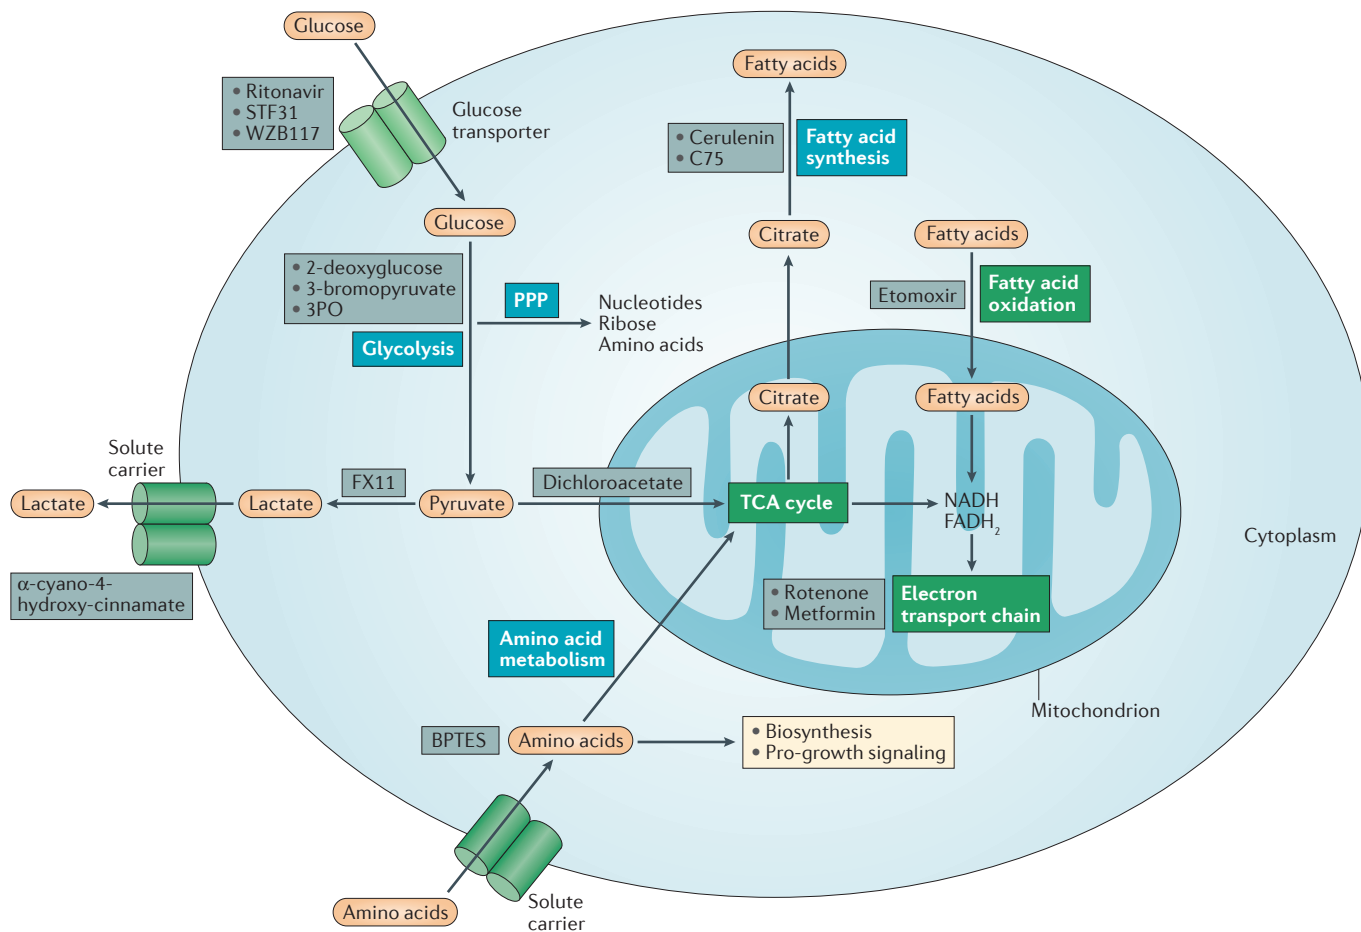 Glucose
• Ritonavir
• STF31
• WZB117
Glucose
transporter
Fatty acids
• Cerulenin
• C75
Fatty acid
synthesis
Glucose
Citrate
Fatty acids
• 2-deoxyglucose
• 3-bromopyruvate
• 3PO
PPP
Nucleotides
Ribose
Amino acids
Etomoxir
Fatty acid
oxidation
Glycolysis
Citrate
Fatty acids
Solute
carrier
Lactate
Lactate
FX11
Pyruvate
Dichloroacetate
TCA cycle
NADH
FADH₂
Cytoplasm
α-cyano-4-
hydroxy-cinnamate
• Rotenone
• Metformin
Electron
transport chain
Amino acid
metabolism
Mitochondrion
BPTES
Amino acids
• Biosynthesis
• Pro-growth signaling
Amino acids
Solute
carrier